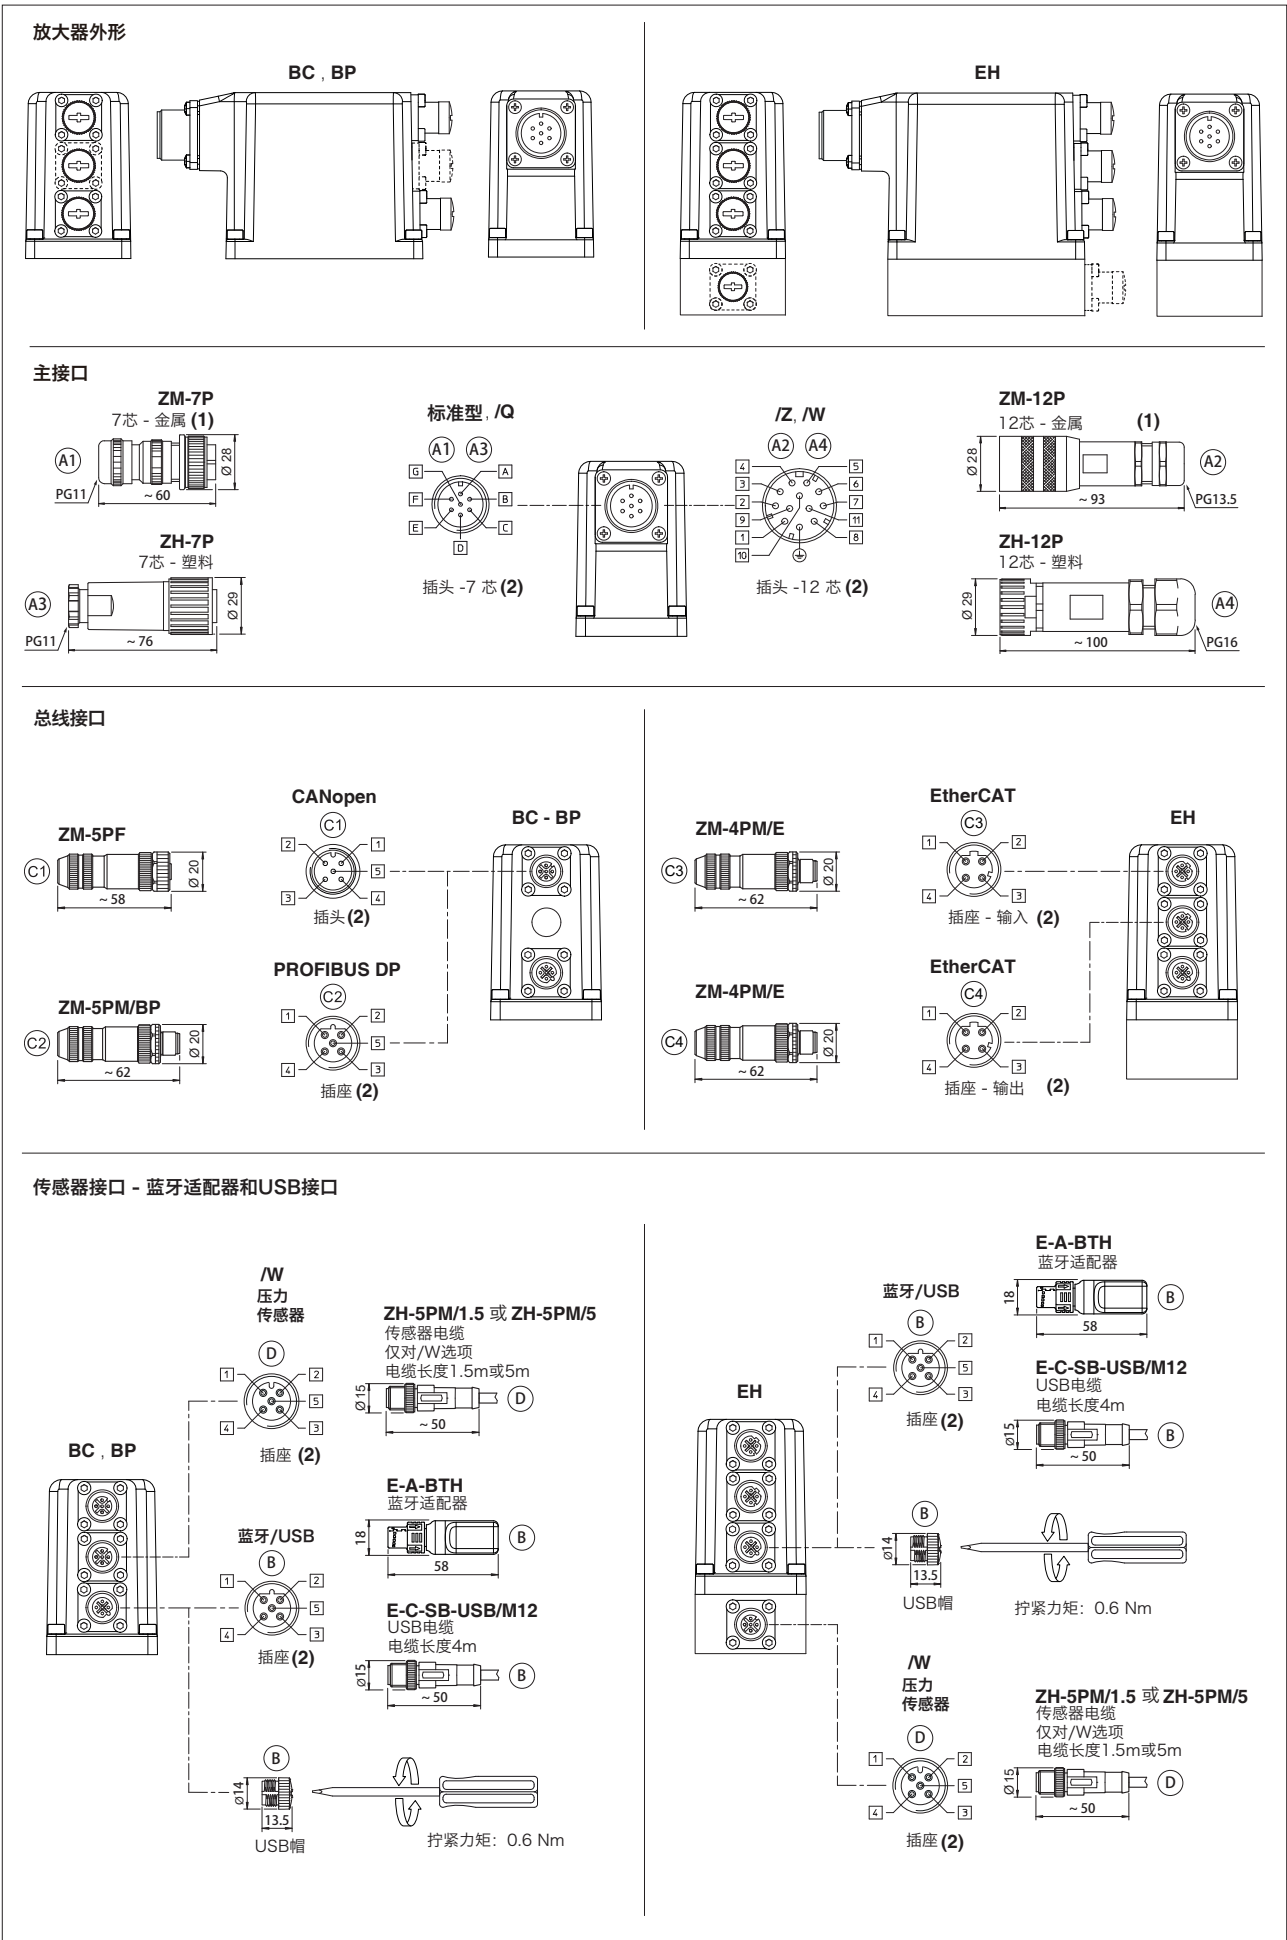 放大器外形
BC , BP
EH
主接口
ZM-7P
7芯 - 金属 (1)
A1
Ø 28
PG11
~ 60
ZH-7P
7芯 - 塑料
A3
Ø 29
PG11
~ 76
标准型, /Q
A1 A3
G
A
F
B
E
C
D
插头 -7 芯 (2)
/Z, /W
A2 A4
4
5
3
6
2
7
9
11
1
8
10
插头 -12 芯 (2)
ZM-12P
12芯 - 金属 (1)
Ø 28
A2
~ 93
PG13.5
ZH-12P
12芯 - 塑料
Ø 29
A4
~ 100
PG16
总线接口
ZM-5PF
C1
Ø 20
~ 58
CANopen
C1
2
1
5
3
4
插头 (2)
BC - BP
ZM-5PM/BP
C2
Ø 20
~ 62
PROFIBUS DP
C2
1
2
5
4
3
插座 (2)
ZM-4PM/E
C3
Ø 20
~ 62
EtherCAT
C3
1
2
4
3
插座 - 输入 (2)
EH
ZM-4PM/E
C4
Ø 20
~ 62
EtherCAT
C4
1
2
4
3
插座 - 输出 (2)
传感器接口 - 蓝牙适配器和USB接口
BC , BP
/W
压力
传感器
D
1
2
5
4
3
插座 (2)
ZH-5PM/1.5 或 ZH-5PM/5
传感器电缆
仅对/W选项
电缆长度1.5m或5m
Ø15
D
~ 50
蓝牙/USB
B
1
2
5
4
3
插座 (2)
E-A-BTH
蓝牙适配器
18
B
58
E-C-SB-USB/M12
USB电缆
电缆长度4m
Ø15
B
~ 50
B
Ø14
13.5
USB帽
拧紧力矩：0.6 Nm
EH
蓝牙/USB
B
1
2
5
4
3
插座 (2)
E-A-BTH
蓝牙适配器
18
B
58
E-C-SB-USB/M12
USB电缆
电缆长度4m
Ø15
B
~ 50
B
Ø14
13.5
USB帽
拧紧力矩：0.6 Nm
/W
压力
传感器
D
1
2
5
4
3
插座 (2)
ZH-5PM/1.5 或 ZH-5PM/5
传感器电缆
仅对/W选项
电缆长度1.5m或5m
Ø15
D
~ 50